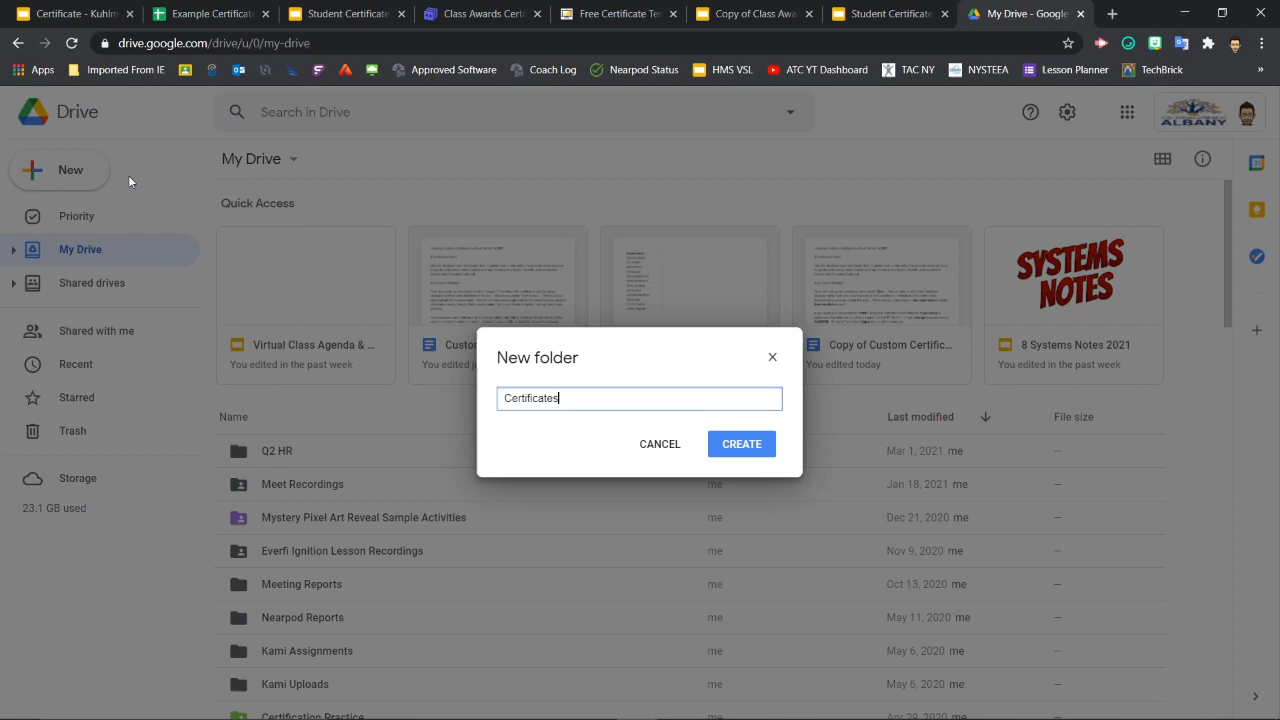 Certificate - Kuhlm
Example Certificate
Student Certificate
Class Awards Certi
Free Certificate Te
Copy of Class Awa
Student Certificate
My Drive - Google
drive.google.com/drive/u/0/my-drive
Apps
Imported From IE
Approved Software
Coach Log
Nearpod Status
HMS VSL
ATC YT Dashboard
TAC NY
NYSTEEA
Lesson Planner
TechBrick
»
Drive
Search in Drive
ALBANY
New
My Drive
Priority
My Drive
Shared drives
Shared with me
Recent
Starred
Trash
Storage
23.1 GB used
Quick Access
SYSTEMS
NOTES
Virtual Class Agenda & ...
You edited in the past week
Custo
You edited j
Copy of Custom Certific...
You edited today
8 Systems Notes 2021
You edited in the past week
New folder
Certificates
CANCEL
CREATE
Name
Last modified
File size
Q2 HR
Mar 1, 2021 me
—
Meet Recordings
me
Jan 18, 2021 me
—
Mystery Pixel Art Reveal Sample Activities
me
Dec 21, 2020 me
—
Everfi Ignition Lesson Recordings
me
Nov 9, 2020 me
—
Meeting Reports
me
Oct 13, 2020 me
—
Nearpod Reports
me
May 11, 2020 me
—
Kami Assignments
me
May 6, 2020 me
—
Kami Uploads
me
May 6, 2020 me
—
Certification Practice
me
Apr 29, 2020 me